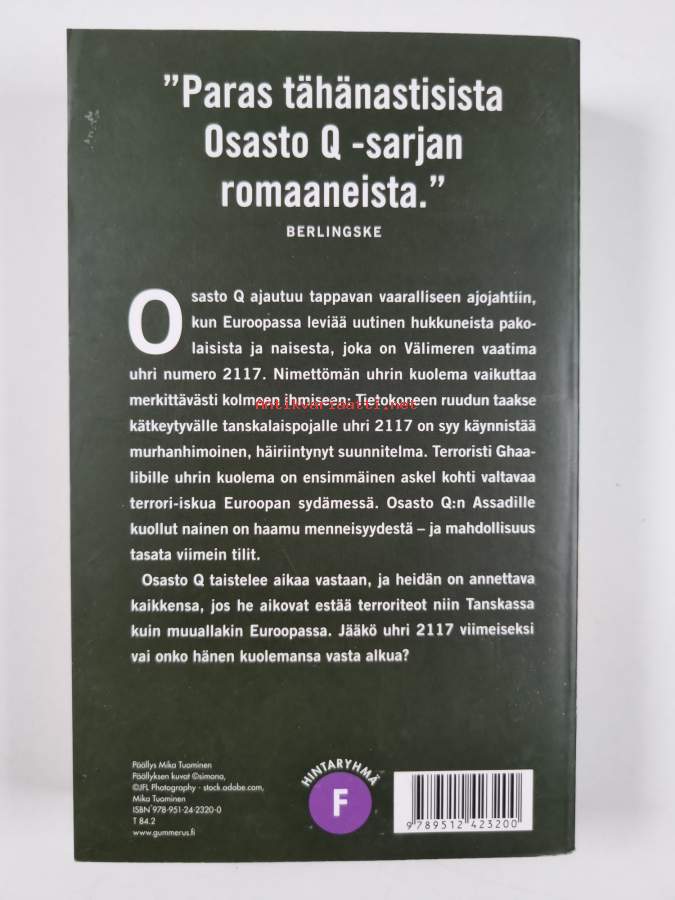 ”Paras tähänastisista
Osasto Q -sarjan
romaaneista.”
BERLINGSKE
Osasto Q ajautuu tappavan vaaralliseen ajojahtiin,
kun Euroopassa leviää uutinen hukkuneista pako-
laisista ja naisesta, joka on Välimeren vaatima
uhri numero 2117. Nimettömän uhrin kuolema vaikuttaa
merkittävästi kolmeen ihmiseen: Tietokoneen ruudun taakse
Antikvariaatti.net
kätkeytyvälle tanskalaispojalle uhri 2117 on syy käynnistää
murhanhimoinen, häiriintynyt suunnitelma. Terroristi Ghaa-
libille uhrin kuolema on ensimmäinen askel kohti valtavaa
terrori-iskua Euroopan sydämessä. Osasto Q:n Assadille
kuollut nainen on haamu menneisyydestä – ja mahdollisuus
tasata viimein tilit.
Osasto Q taistelee aikaa vastaan, ja heidän on annettava
kaikkensa, jos he aikovat estää terroriteot niin Tanskassa
kuin muuallakin Euroopassa. Jääkö uhri 2117 viimeiseksi
vai onko hänen kuolemansa vasta alkua?
Päällys Mika Tuominen
Päällyksen kuvat ©simona,
©JFL Photography - stock.adobe.com,
Mika Tuominen
ISBN 978-951-24-2320-0
T 84.2
www.gummerus.fi
HINTARYHMÄ
F
9 789512 423200